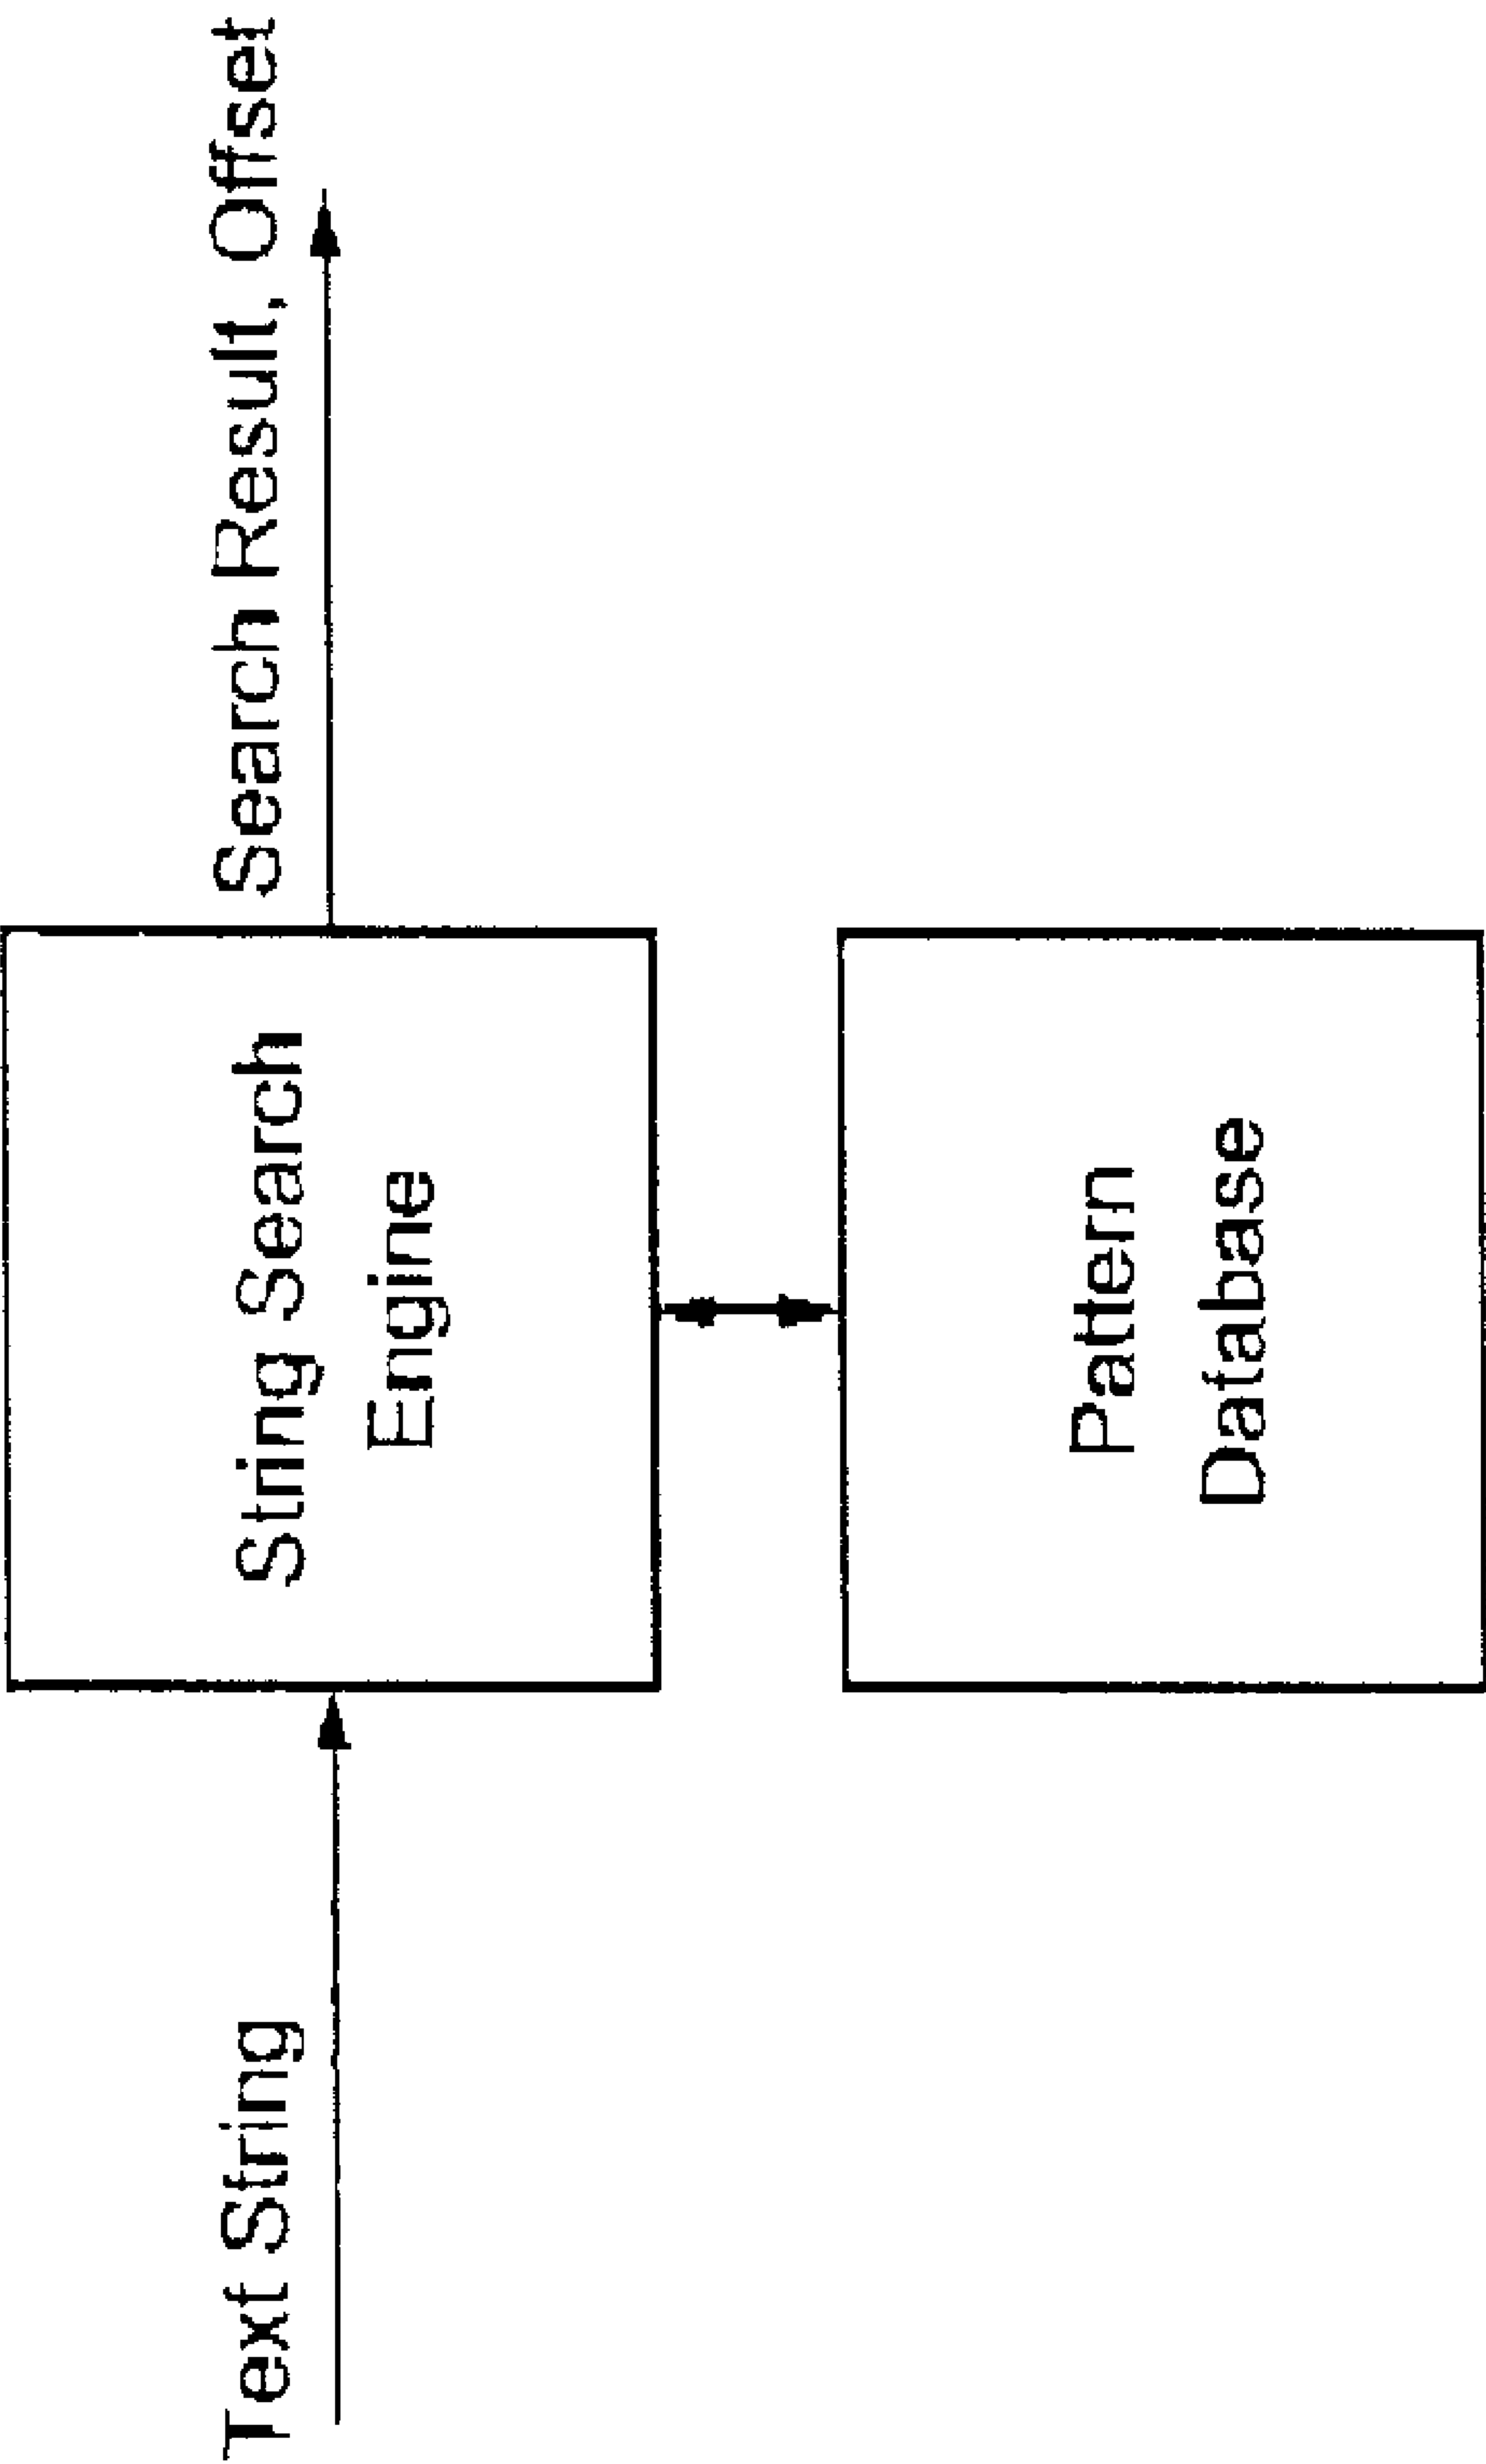 Text String
String Search
Engine
Search Result, Offset
Pattern
Database